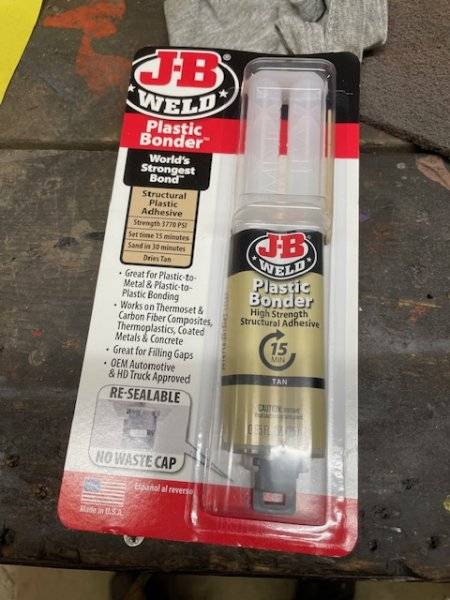 J-B
WELD
Plastic
Bonder™
World's
Strongest
Bond™
Structural
Plastic
Adhesive
Strength 3770 PSI
Set time 15 minutes
Sand in 30 minutes
Dries Tan
• Great for Plastic-to-
Metal & Plastic-to-
Plastic Bonding
• Works on Thermoset &
Carbon Fiber Composites,
Thermoplastics, Coated
Metals & Concrete
• Great for Filling Gaps
• OEM Automotive
& HD Truck Approved
RE-SEALABLE
NO WASTE CAP
Español al reverso
Made in U.S.A.
J-B
WELD
Plastic
Bonder
High Strength
Structural Adhesive
15
MIN
TAN
CAUTION